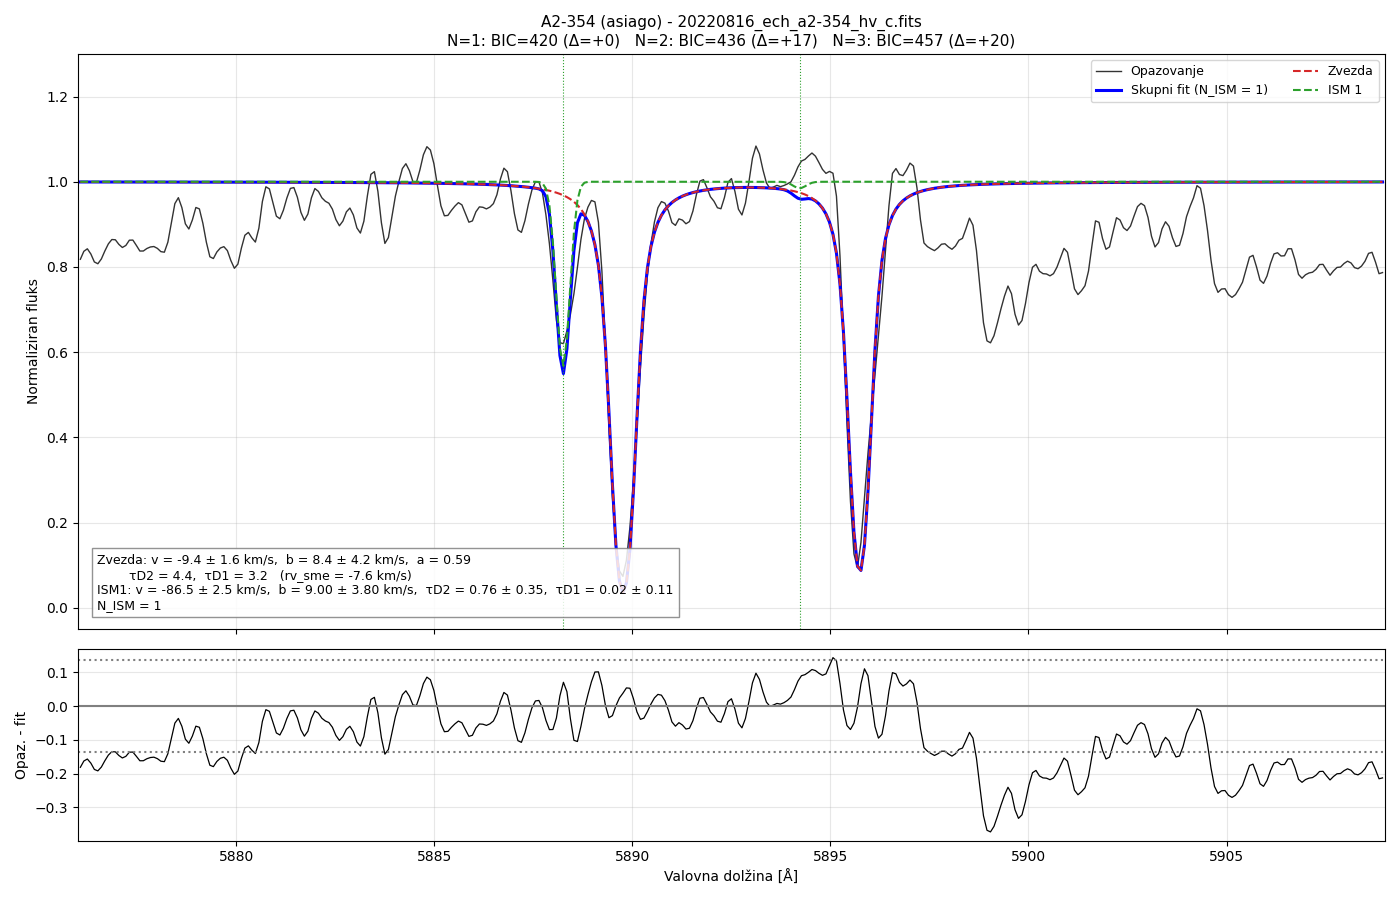 A2-354 (asiago) - 20220816_ech_a2-354_hv_c.fits
N=1: BIC=420 (Δ=+0)   N=2: BIC=436 (Δ=+17)   N=3: BIC=457 (Δ=+20)
Opazovanje
Skupni fit (N_ISM = 1)
Zvezda
ISM 1
1.2
1.0
0.8
0.6
0.4
0.2
0.0
Normaliziran fluks
Zvezda: v = -9.4 ± 1.6 km/s,  b = 8.4 ± 4.2 km/s,  a = 0.59
τD2 = 4.4,  τD1 = 3.2   (rv_sme = -7.6 km/s)
ISM1: v = -86.5 ± 2.5 km/s,  b = 9.00 ± 3.80 km/s,  τD2 = 0.76 ± 0.35,  τD1 = 0.02 ± 0.11
N_ISM = 1
0.1
0.0
−0.1
−0.2
−0.3
Opaz. - fit
5880
5885
5890
5895
5900
5905
Valovna dolžina [Å]